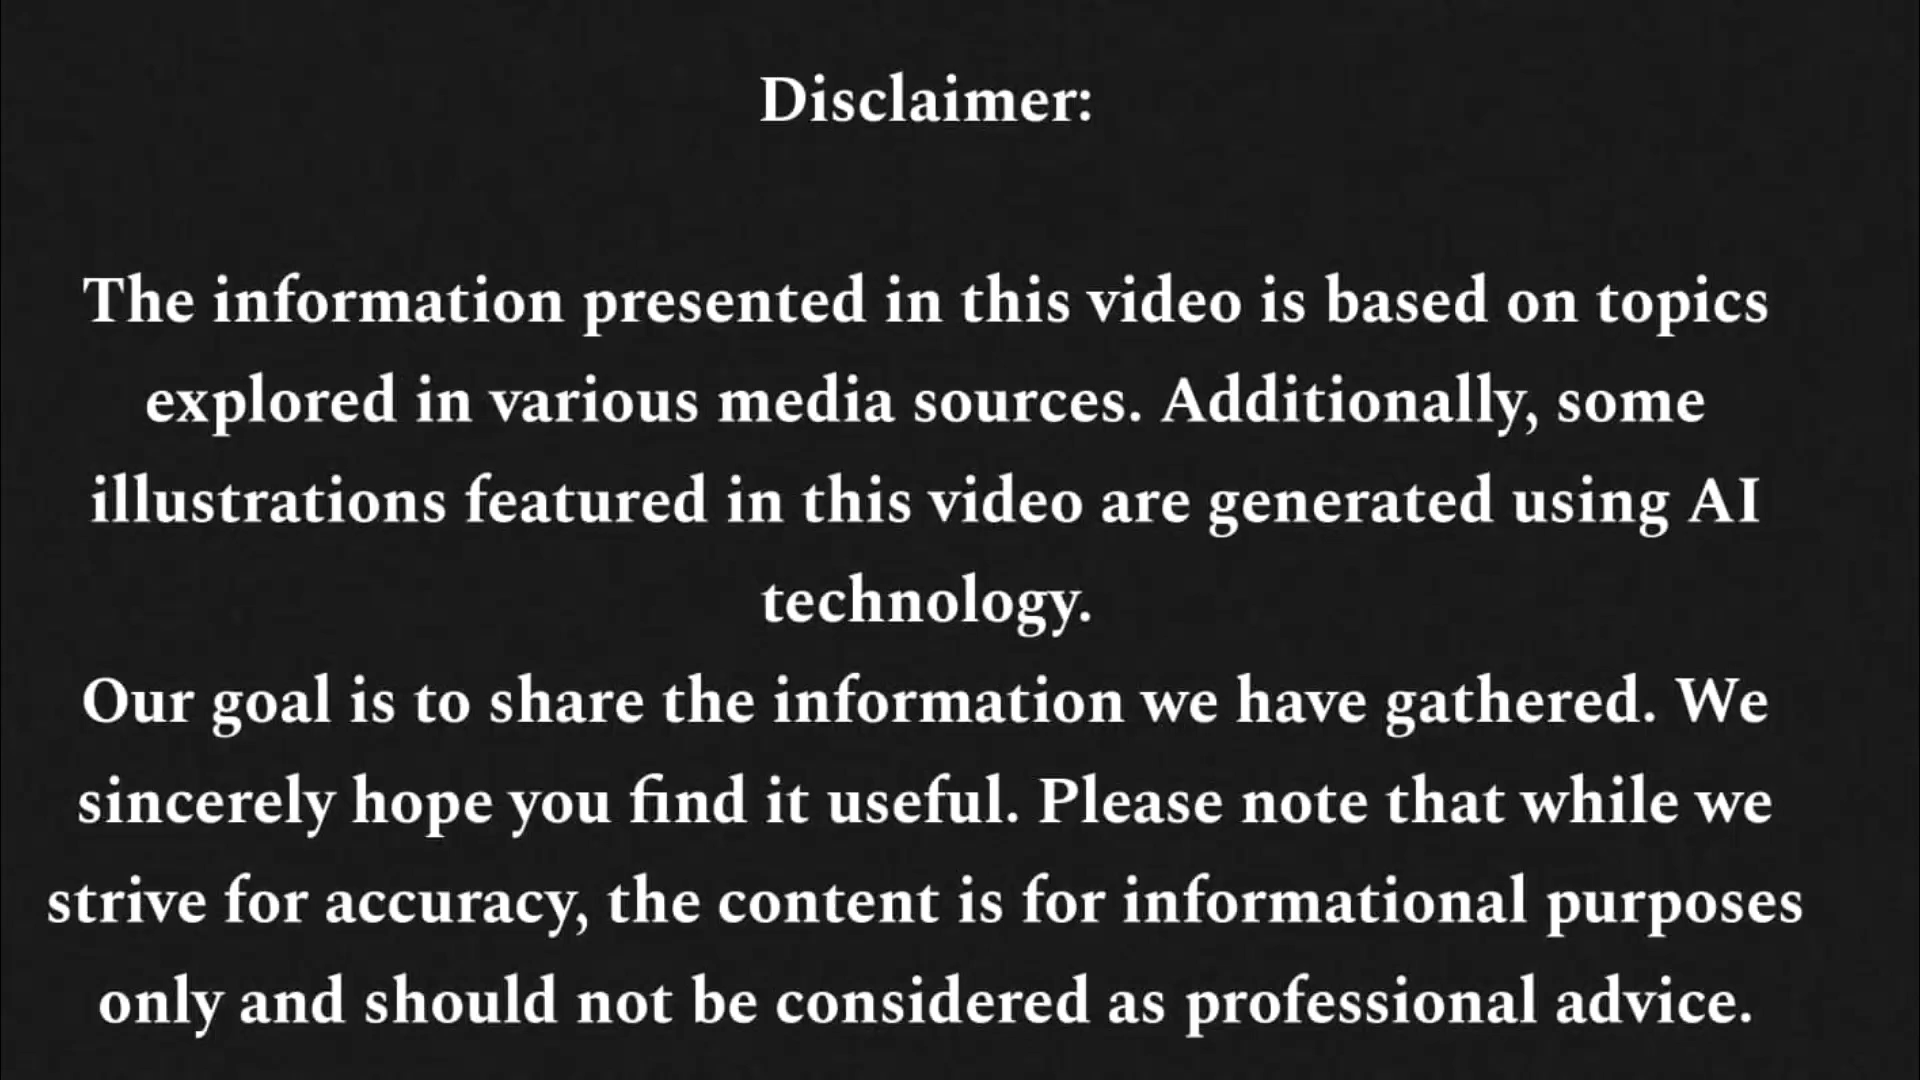 Disclaimer:
The information presented in this video is based on topics
explored in various media sources. Additionally, some
illustrations featured in this video are generated using AI
technology.
Our goal is to share the information we have gathered. We
sincerely hope you find it useful. Please note that while we
strive for accuracy, the content is for informational purposes
only and should not be considered as professional advice.